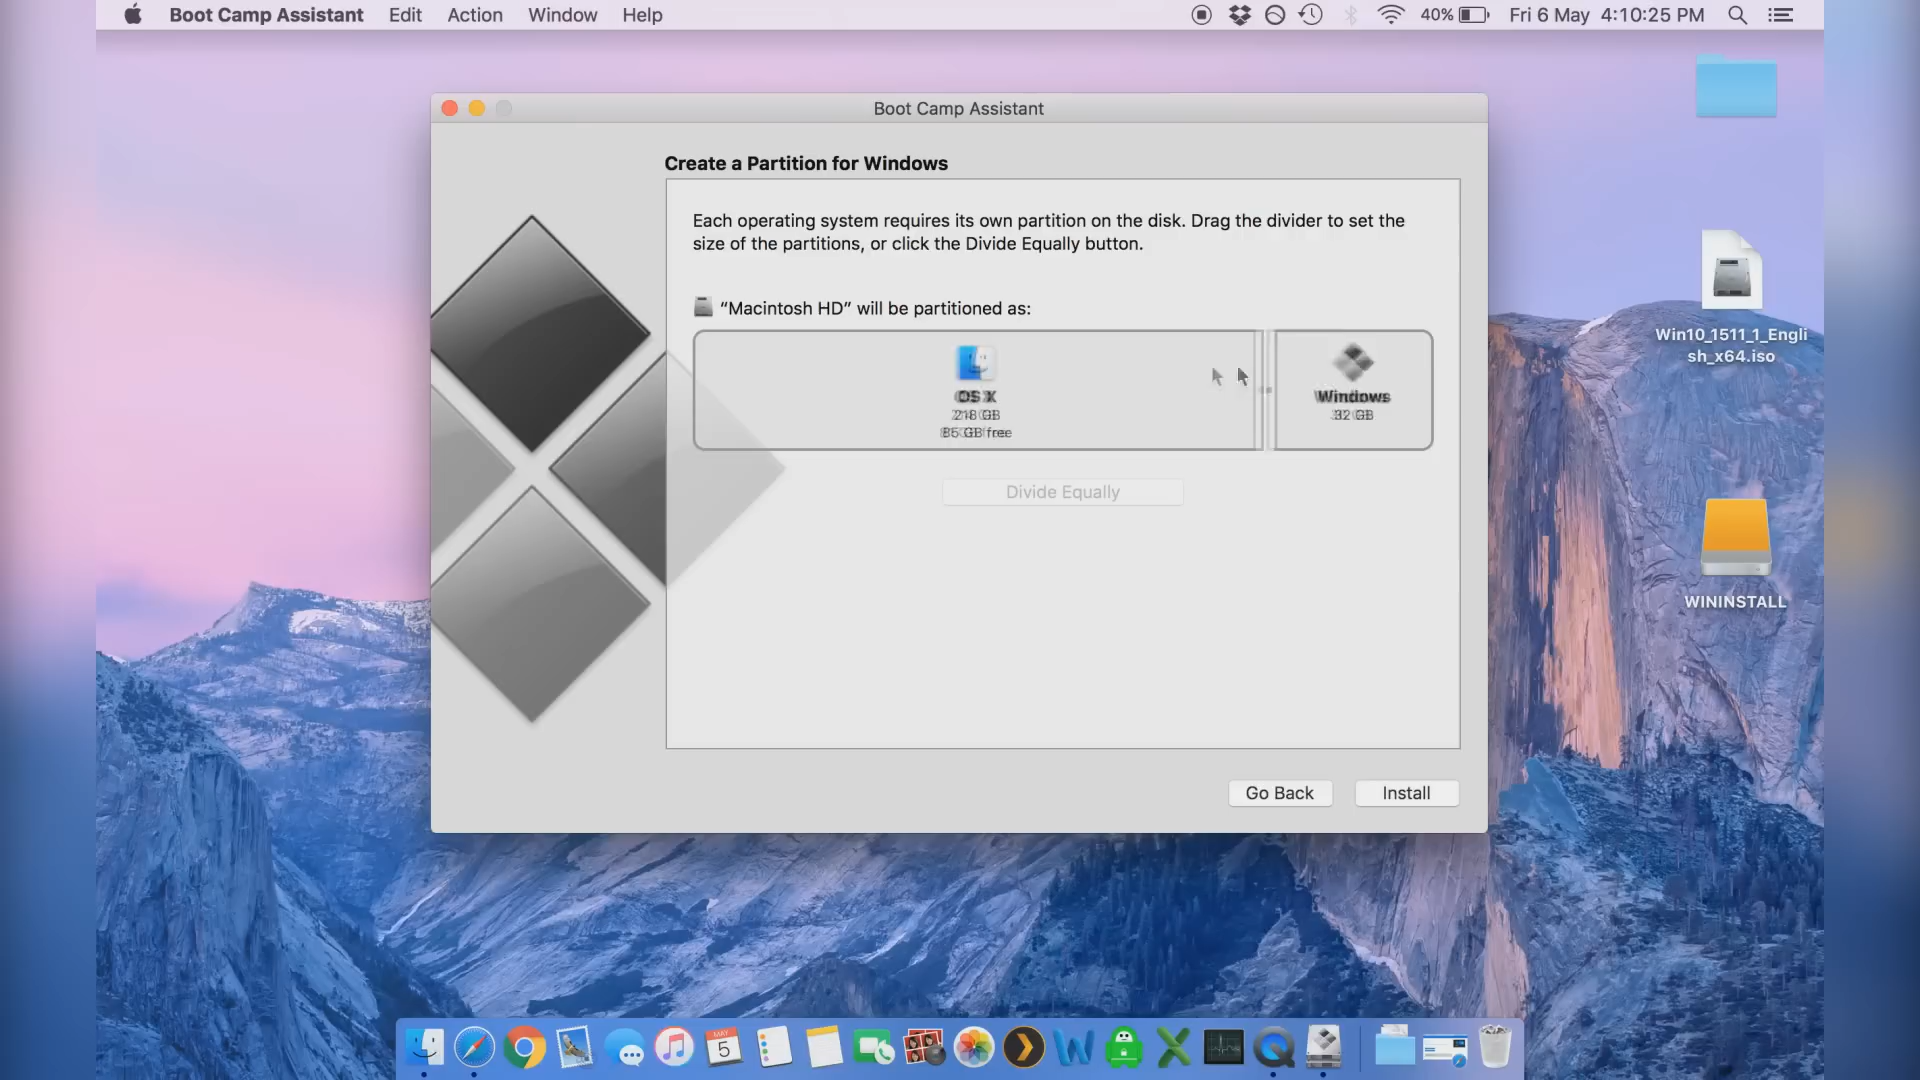 Boot Camp Assistant Edit Action Window Help 40% Fri 6 May 4:10:25 PM
Boot Camp Assistant
Create a Partition for Windows
Each operating system requires its own partition on the disk. Drag the divider to set the
size of the partitions, or click the Divide Equally button.
“Macintosh HD” will be partitioned as:
OS X
GB
GB free
Windows
GB
Divide Equally
Go Back
Install
Win10_1511_1_Engli
sh_x64.iso
WININSTALL
MAY
5